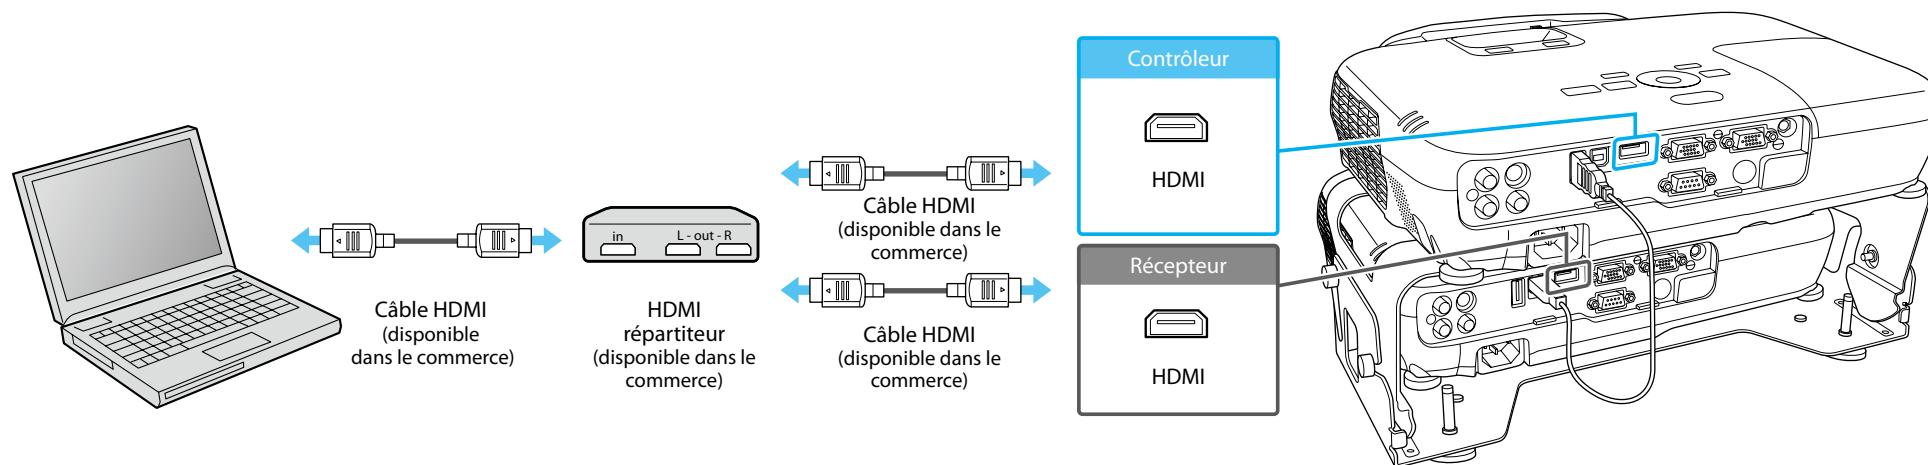 Câble HDMI
(disponible
dans le commerce)
in
L - out - R
HDMI
répartiteur
(disponible dans le
commerce)
Câble HDMI
(disponible dans le
commerce)
Câble HDMI
(disponible dans le
commerce)
Contrôleur
HDMI
Récepteur
HDMI